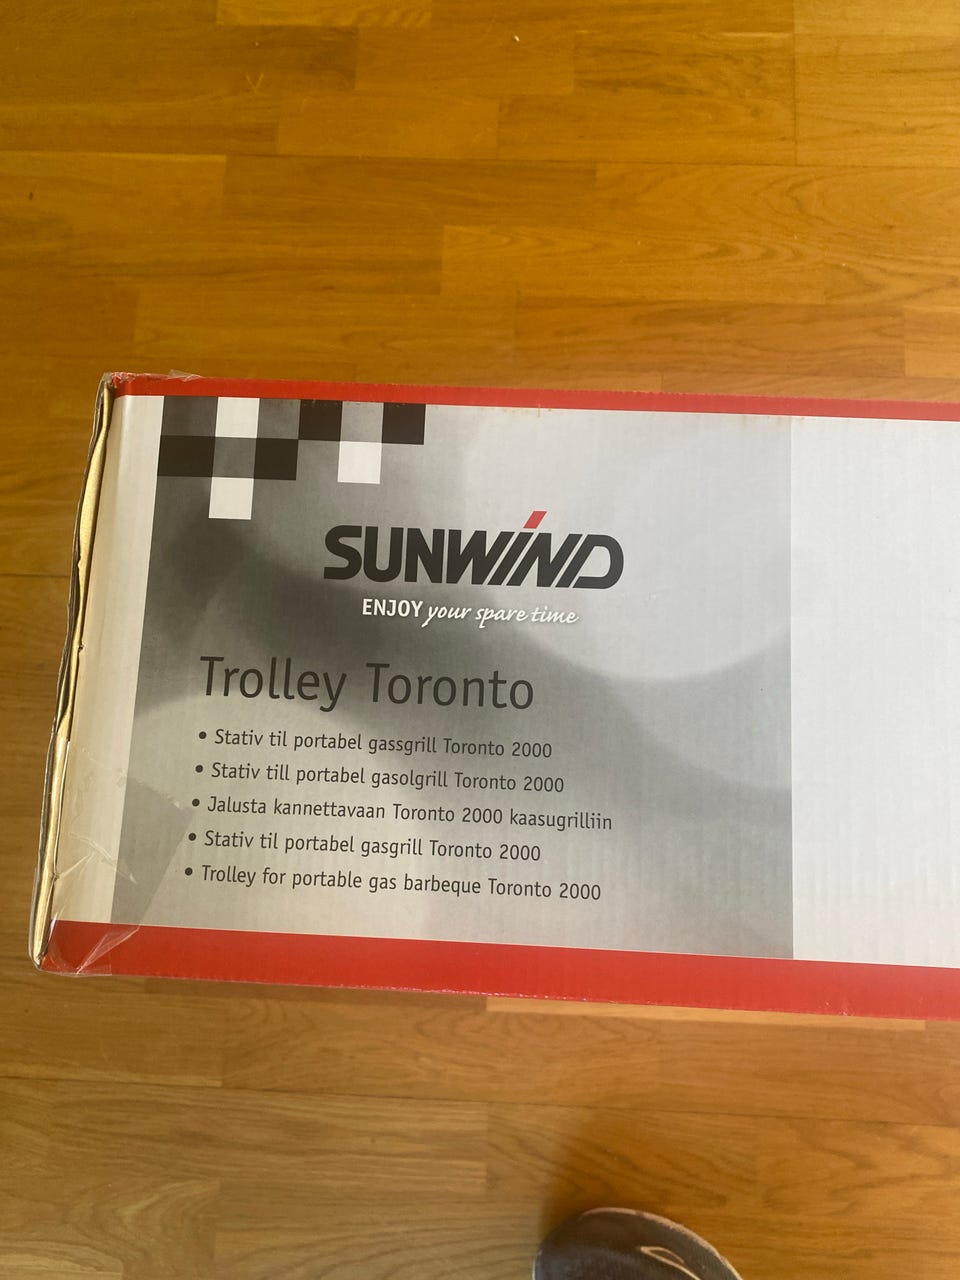 SUNWIND
ENJOY your spare time
Trolley Toronto
• Stativ til portabel gassgrill Toronto 2000
• Stativ till portabel gasolgrill Toronto 2000
• Jalusta kannettavaan Toronto 2000 kaasugrilliin
• Stativ til portabel gasgrill Toronto 2000
• Trolley for portable gas barbeque Toronto 2000